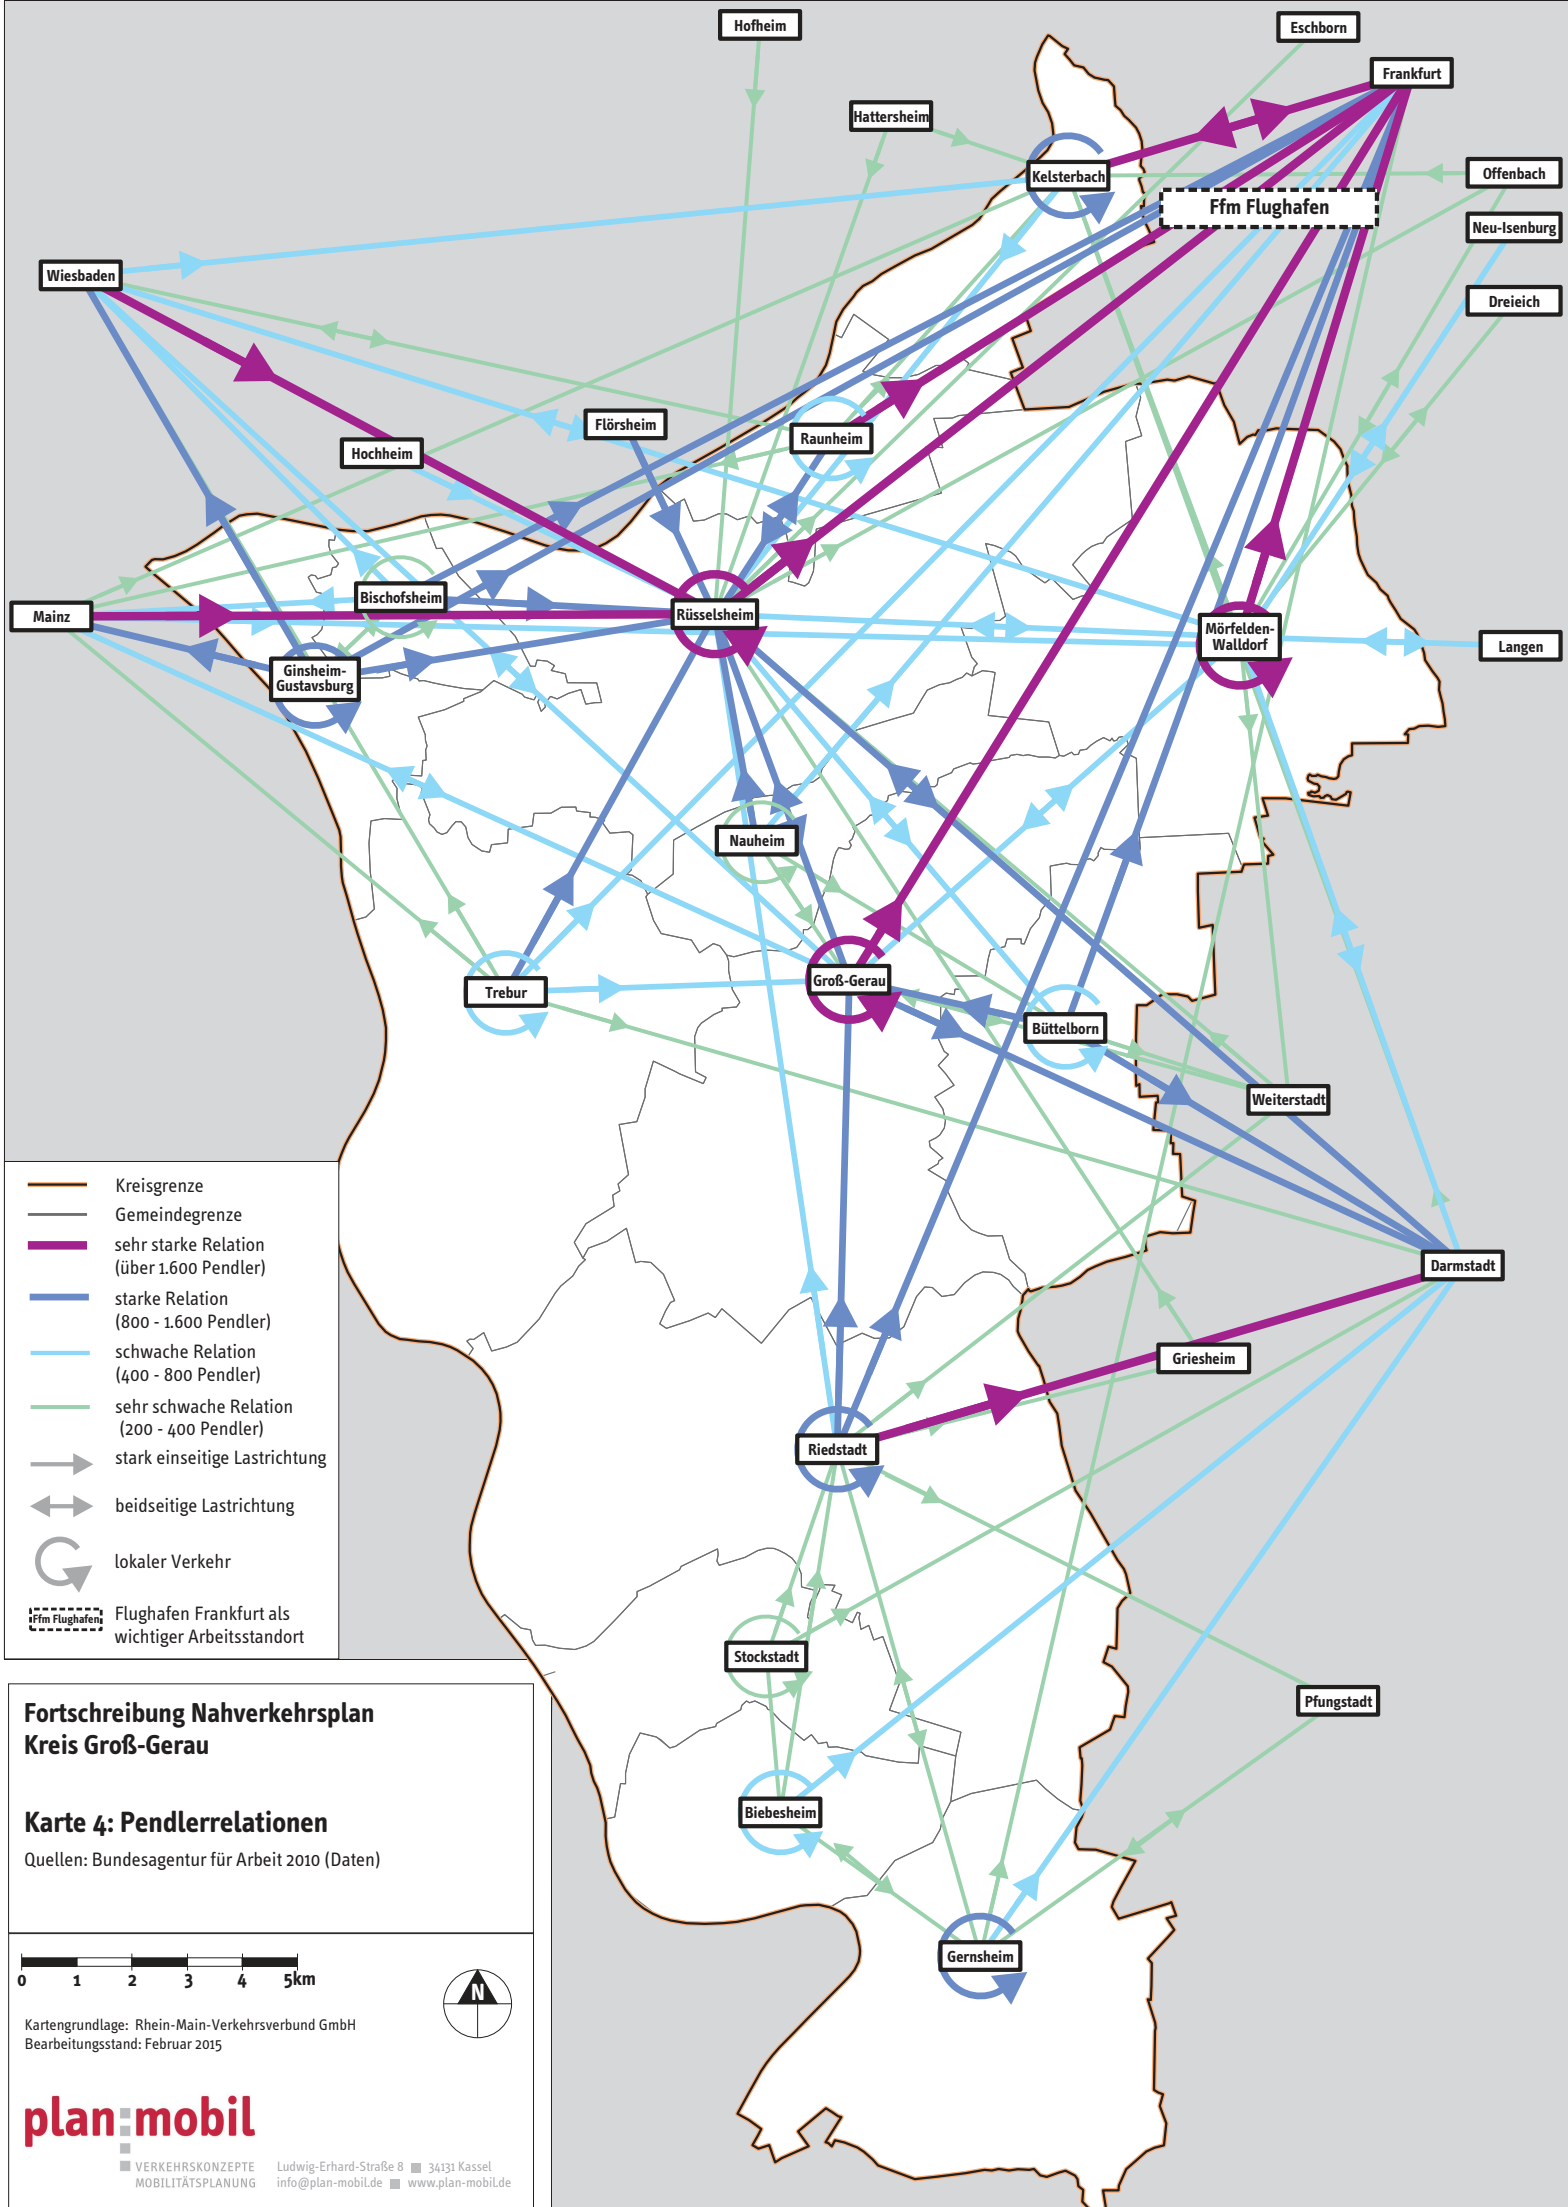 Hofheim
Eschborn
Frankfurt
Hattersheim
Kelsterbach
Offenbach
Ffm Flughafen
Neu-Isenburg
Wiesbaden
Dreieich
Flörsheim
Raunheim
Hochheim
Bischofsheim
Mainz
Rüsselsheim
Mörfelden-
Walldorf
Langen
Ginsheim-
Gustavsburg
Nauheim
Trebur
Groß-Gerau
Büttelborn
Weiterstadt
Darmstadt
Griesheim
Riedstadt
Stockstadt
Pfungstadt
Biebesheim
Gernsheim
Kreisgrenze
Gemeindegrenze
sehr starke Relation
(über 1.600 Pendler)
starke Relation
(800 - 1.600 Pendler)
schwache Relation
(400 - 800 Pendler)
sehr schwache Relation
(200 - 400 Pendler)
stark einseitige Lastrichtung
beidseitige Lastrichtung
lokaler Verkehr
Ffm Flughafen
Flughafen Frankfurt als
wichtiger Arbeitsstandort
Fortschreibung Nahverkehrsplan
Kreis Groß-Gerau
Karte 4: Pendlerrelationen
Quellen: Bundesagentur für Arbeit 2010 (Daten)
0 1 2 3 4 5km
N
Kartengrundlage: Rhein-Main-Verkehrsverbund GmbH
Bearbeitungsstand: Februar 2015
plan mobil
VERKEHRSKONZEPTE
MOBILITÄTSPLANUNG
Ludwig-Erhard-Straße 8 ■ 34131 Kassel
info@plan-mobil.de ■ www.plan-mobil.de